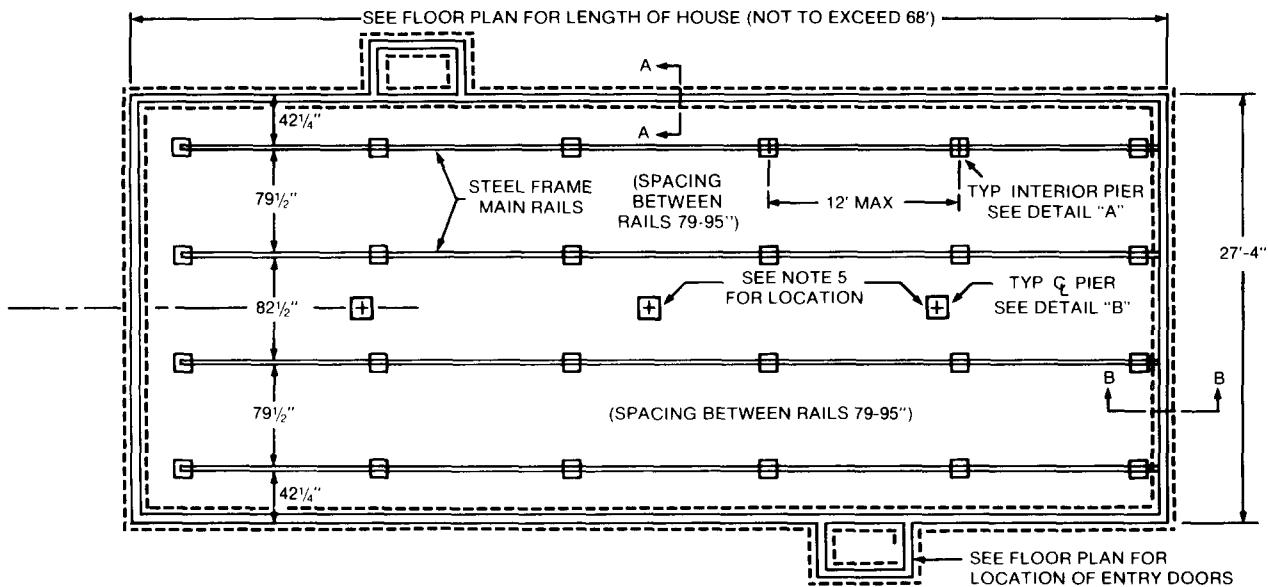 SEE FLOOR PLAN FOR LENGTH OF HOUSE (NOT TO EXCEED 68')
A
42¼"
A
79½"
STEEL FRAME
MAIN RAILS
(SPACING
BETWEEN
RAILS 79-95")
12' MAX
TYP INTERIOR PIER
SEE DETAIL "A"
27'-4"
82½"
SEE NOTE 5
FOR LOCATION
TYP ℄ PIER
SEE DETAIL "B"
79½"
(SPACING BETWEEN RAILS 79-95")
B
B
42¼"
SEE FLOOR PLAN FOR
LOCATION OF ENTRY DOORS